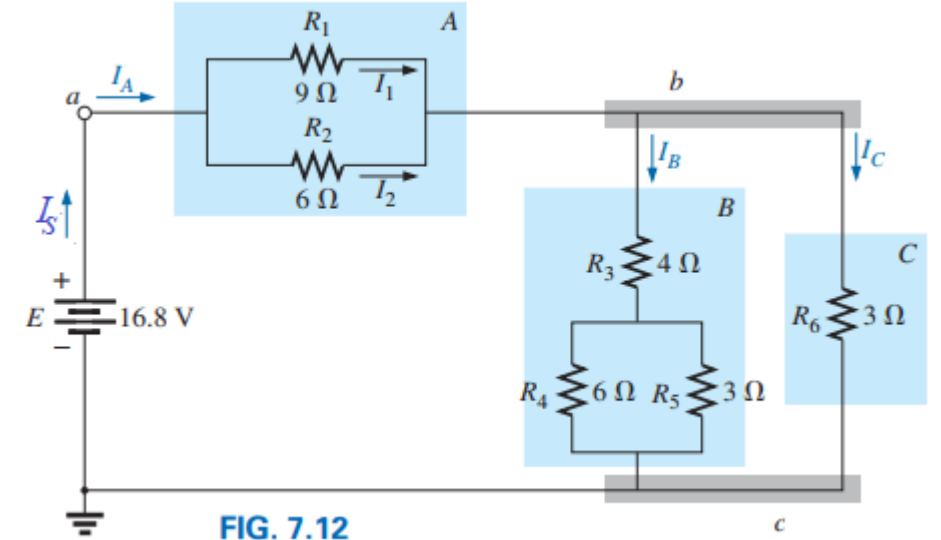 R1 A
IA
a
9 Ω I1
b
R2
IB IC
6 Ω I2
B
IS
C
R3 4 Ω
+
E 16.8 V
R6 3 Ω
−
R4 6 Ω R5 3 Ω
FIG. 7.12
c